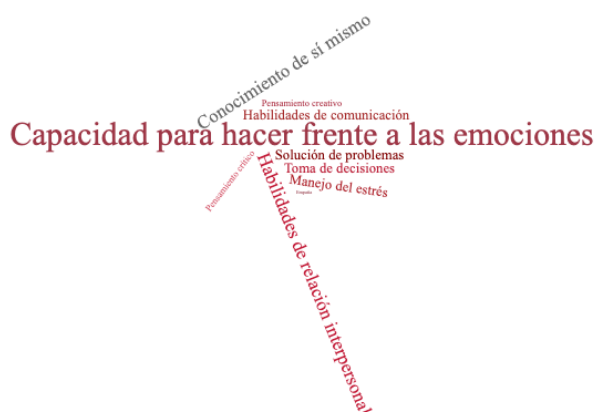 Conocimiento de sí mismo
Pensamiento creativo
Habilidades de comunicación
Capacidad para hacer frente a las emociones
Solución de problemas
Toma de decisiones
Manejo del estrés
Empatía
Pensamiento crítico
Habilidades de relación interpersonal